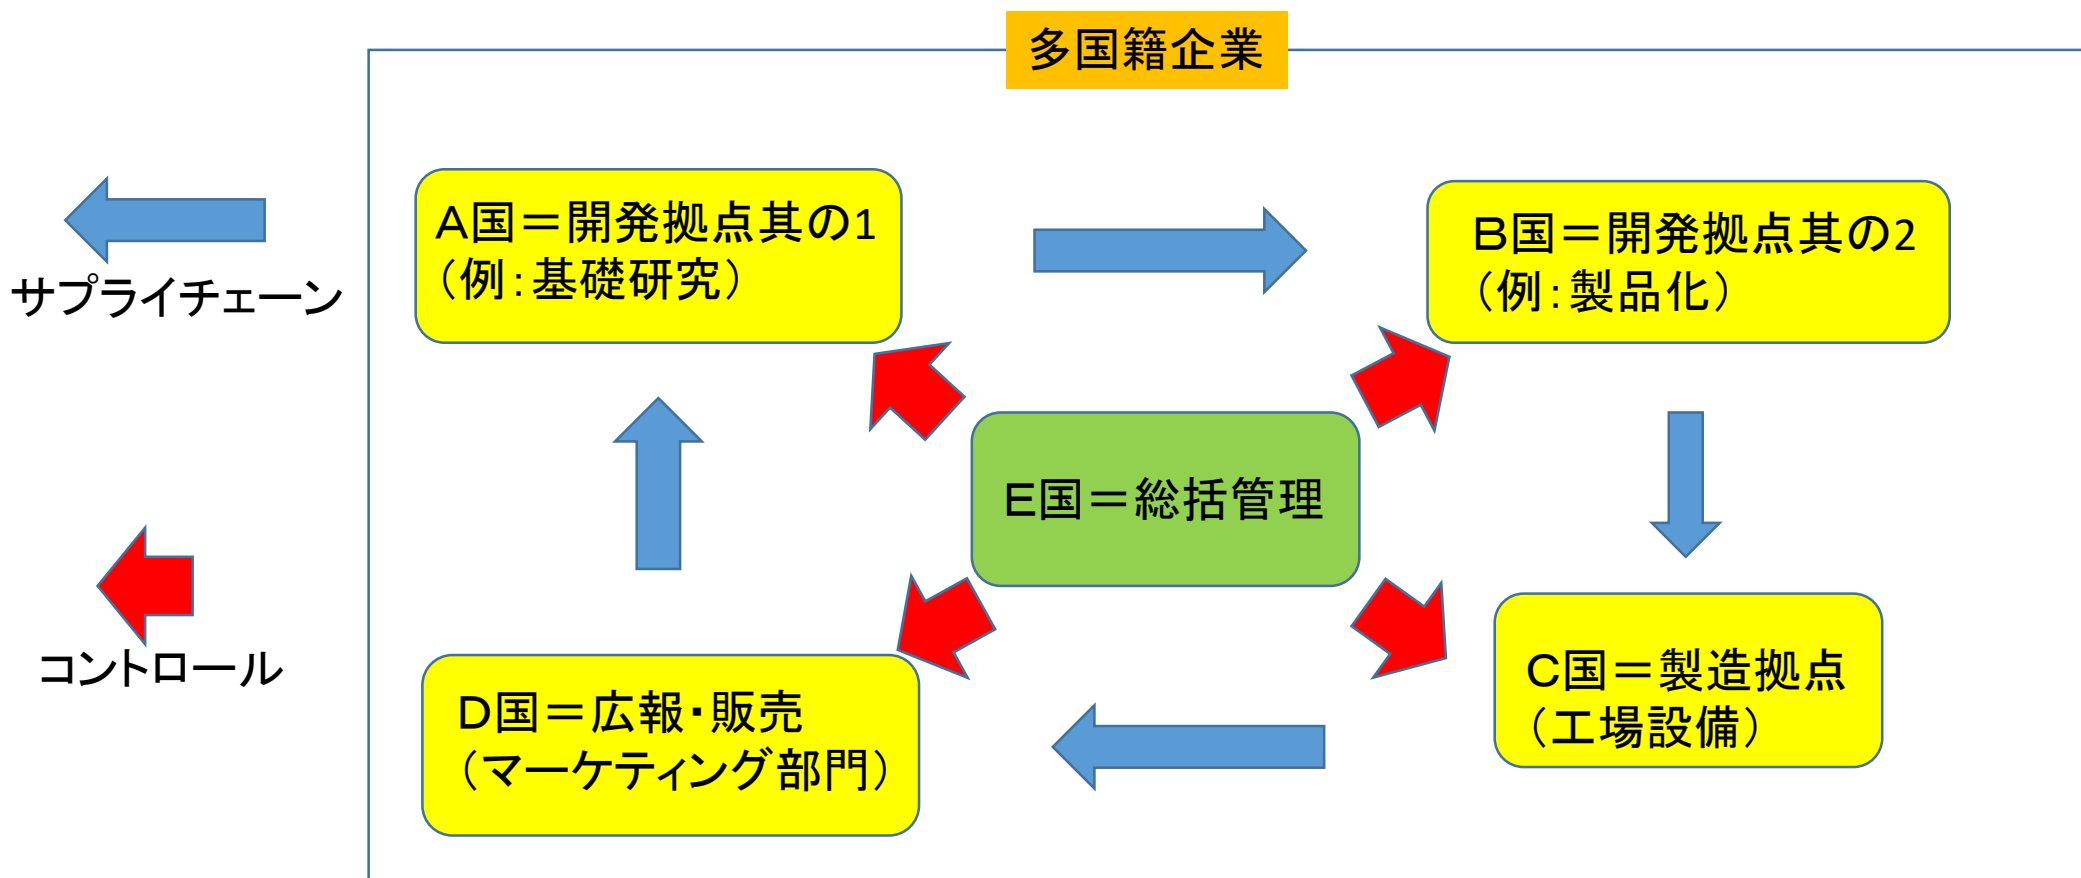 多国籍企業
A国＝開発拠点其の1
（例：基礎研究）
B国＝開発拠点其の2
（例：製品化）
サプライチェーン
E国＝総括管理
コントロール
D国＝広報・販売
（マーケティング部門）
C国＝製造拠点
（工場設備）